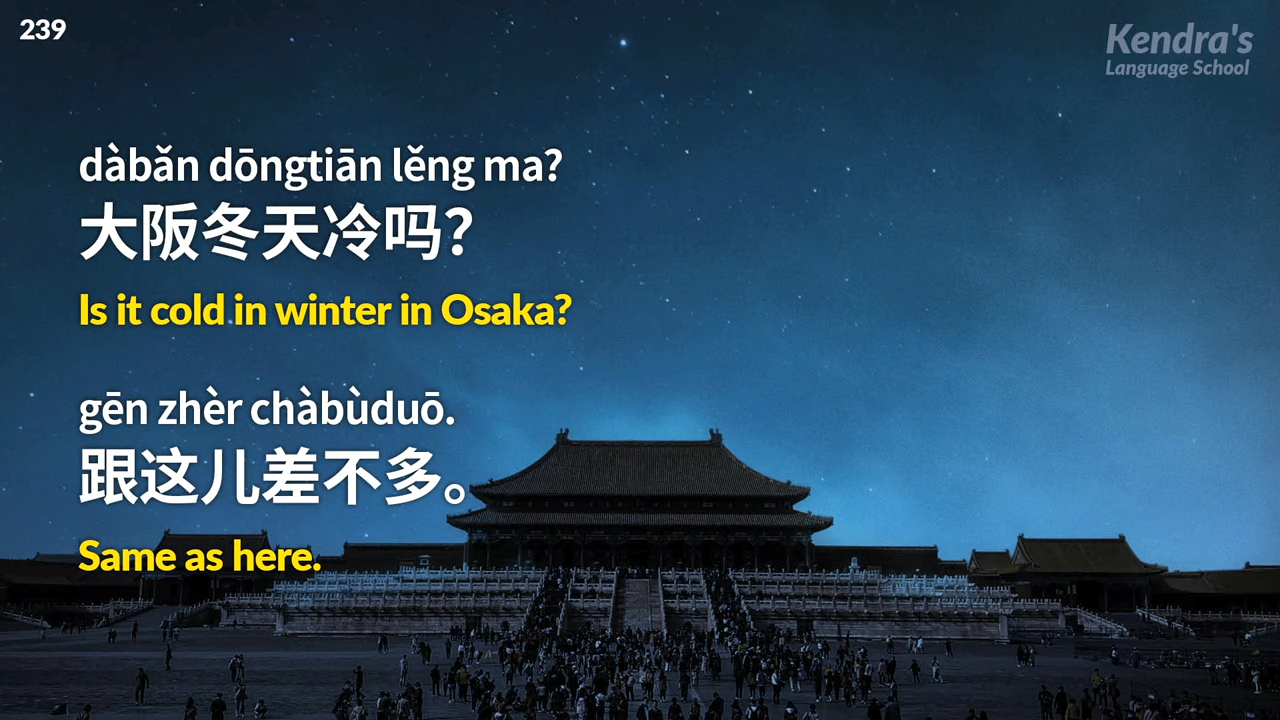 239
Kendra's
Language School
dàbǎn dōngtiān lěng ma?
大阪冬天冷吗？
Is it cold in winter in Osaka?
gēn zhèr chàbùduō.
跟这儿差不多。
Same as here.